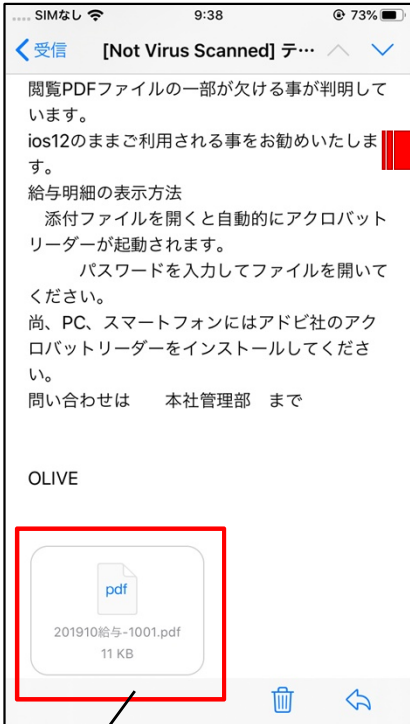 SIMなし 9:38 73%
受信 [Not Virus Scanned] テ…
閲覧PDFファイルの一部が欠ける事が判明して
います。
ios12のままご利用される事をお勧めいたしま
す。
給与明細の表示方法
　添付ファイルを開くと自動的にアクロバット
リーダーが起動されます。
　　　パスワードを入力してファイルを開いて
ください。
尚、PC、スマートフォンにはアドビ社のアク
ロバットリーダーをインストールしてくださ
い。
問い合わせは　　本社管理部　まで
OLIVE
pdf
201910給与-1001.pdf
11 KB